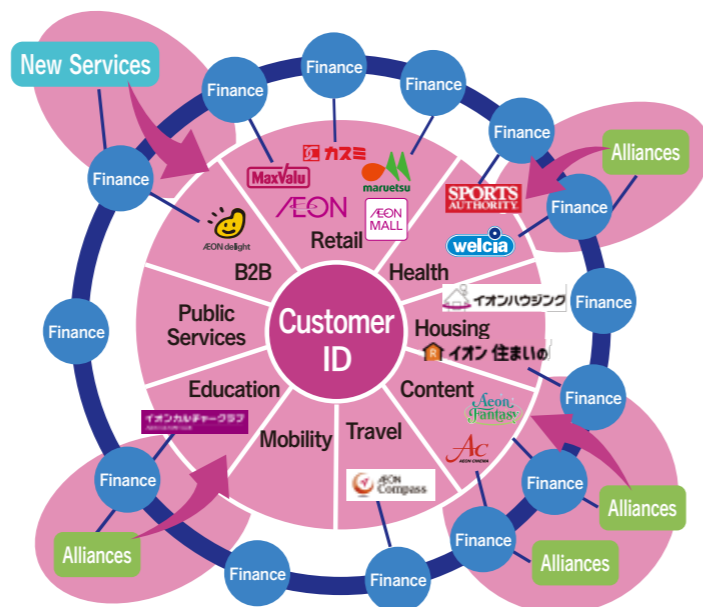 Finance
Finance
Finance
New Services
Finance
Finance
カスミ
Alliances
MaxValu
maruetsu
Finance
SPORTS
AUTHORITY
Finance
ÆON
ÆON
MALL
ÆON delight
Retail
welcia
B2B
Health
イオンハウジング
Finance
Public
Services
Customer
ID
Housing
Finance
イオン 住まいの
Education
Content
Finance
Aeon
Fantasy
イオンカルチャークラブ
Mobility
Travel
Ac
AEON CINEMA
Finance
ÆON
Compass
Finance
Alliances
Alliances
Finance
Alliances
Finance
Finance